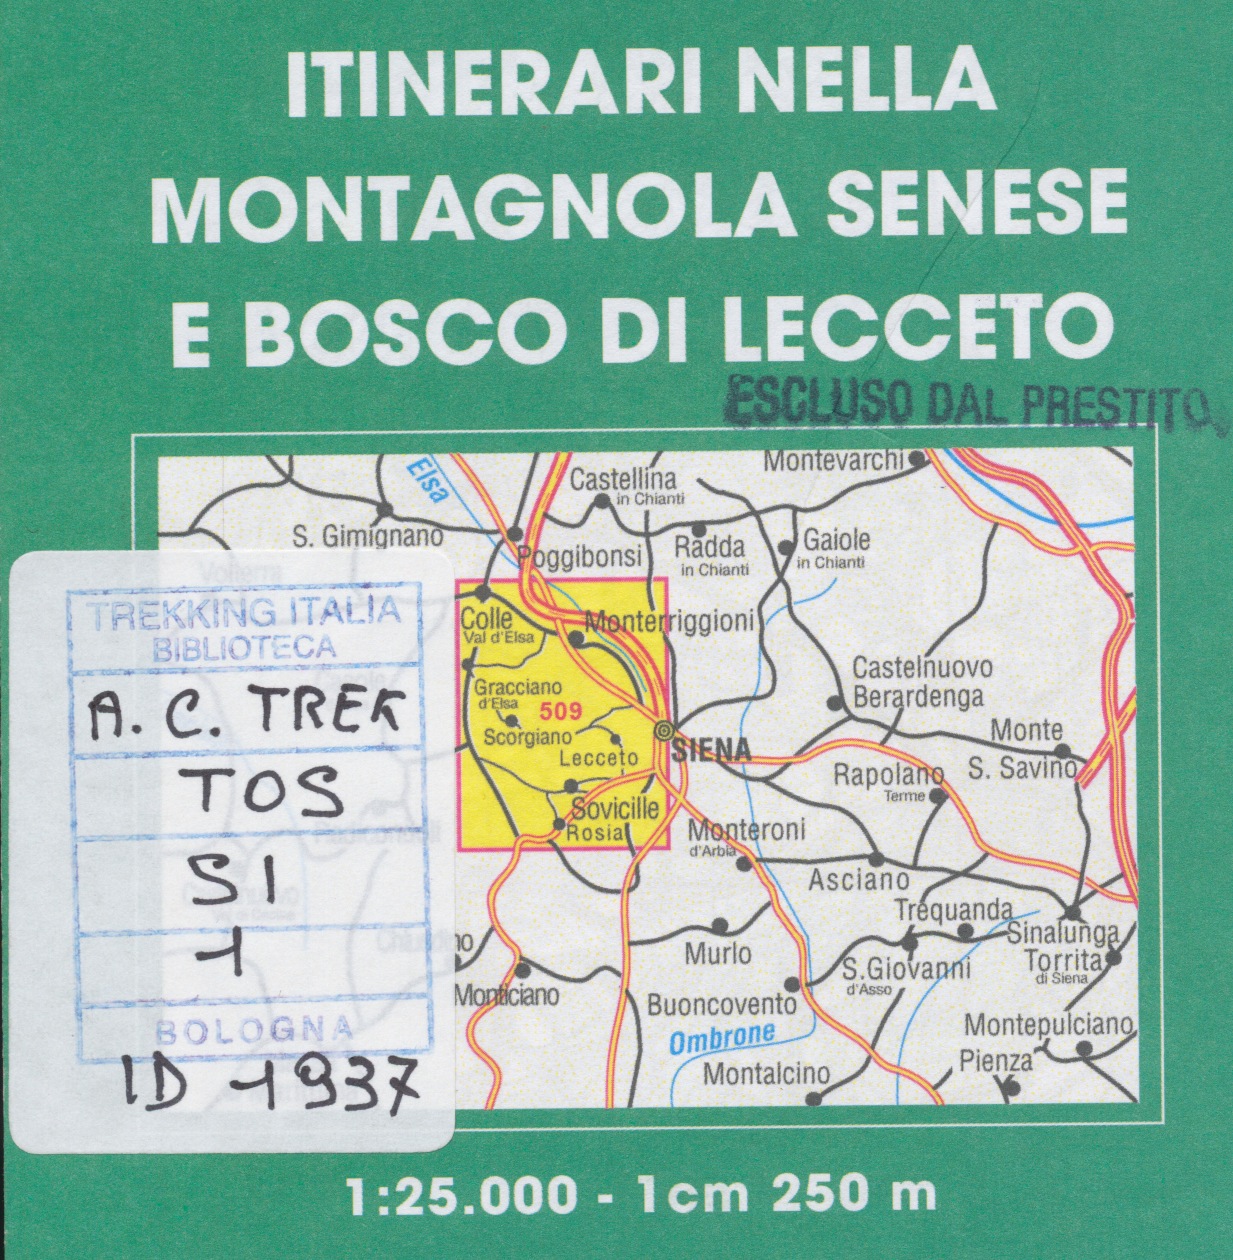 ITINERARI NELLA
MONTAGNOLA SENESE
E BOSCO DI LECCETO
ESCLUSO DAL PRESTITO
Montevarchi
Elsa
Castellina
in Chianti
S. Gimignano
Poggibonsi
Radda
in Chianti
Gaiole
in Chianti
Volterra
Colle
Val d'Elsa
Monterriggioni
Castelnuovo
Berardenga
Gracciano
d'Elsa
509
Scorgiano
Lecceto
SIENA
Monte
S. Savino
Rapolano
Terme
Sovicille
Rosia
Monteroni
d'Arbia
Asciano
Trequanda
Sinalunga
Murlo
S.Giovanni
d'Asso
Torrita
di Siena
Monticiano
Buoncovento
Ombrone
Montepulciano
Pienza
Montalcino
TREKKING ITALIA
BIBLIOTECA
A. C. TREK
TOS
SI
1
BOLOGNA
ID 1937
1:25.000 - 1cm 250 m